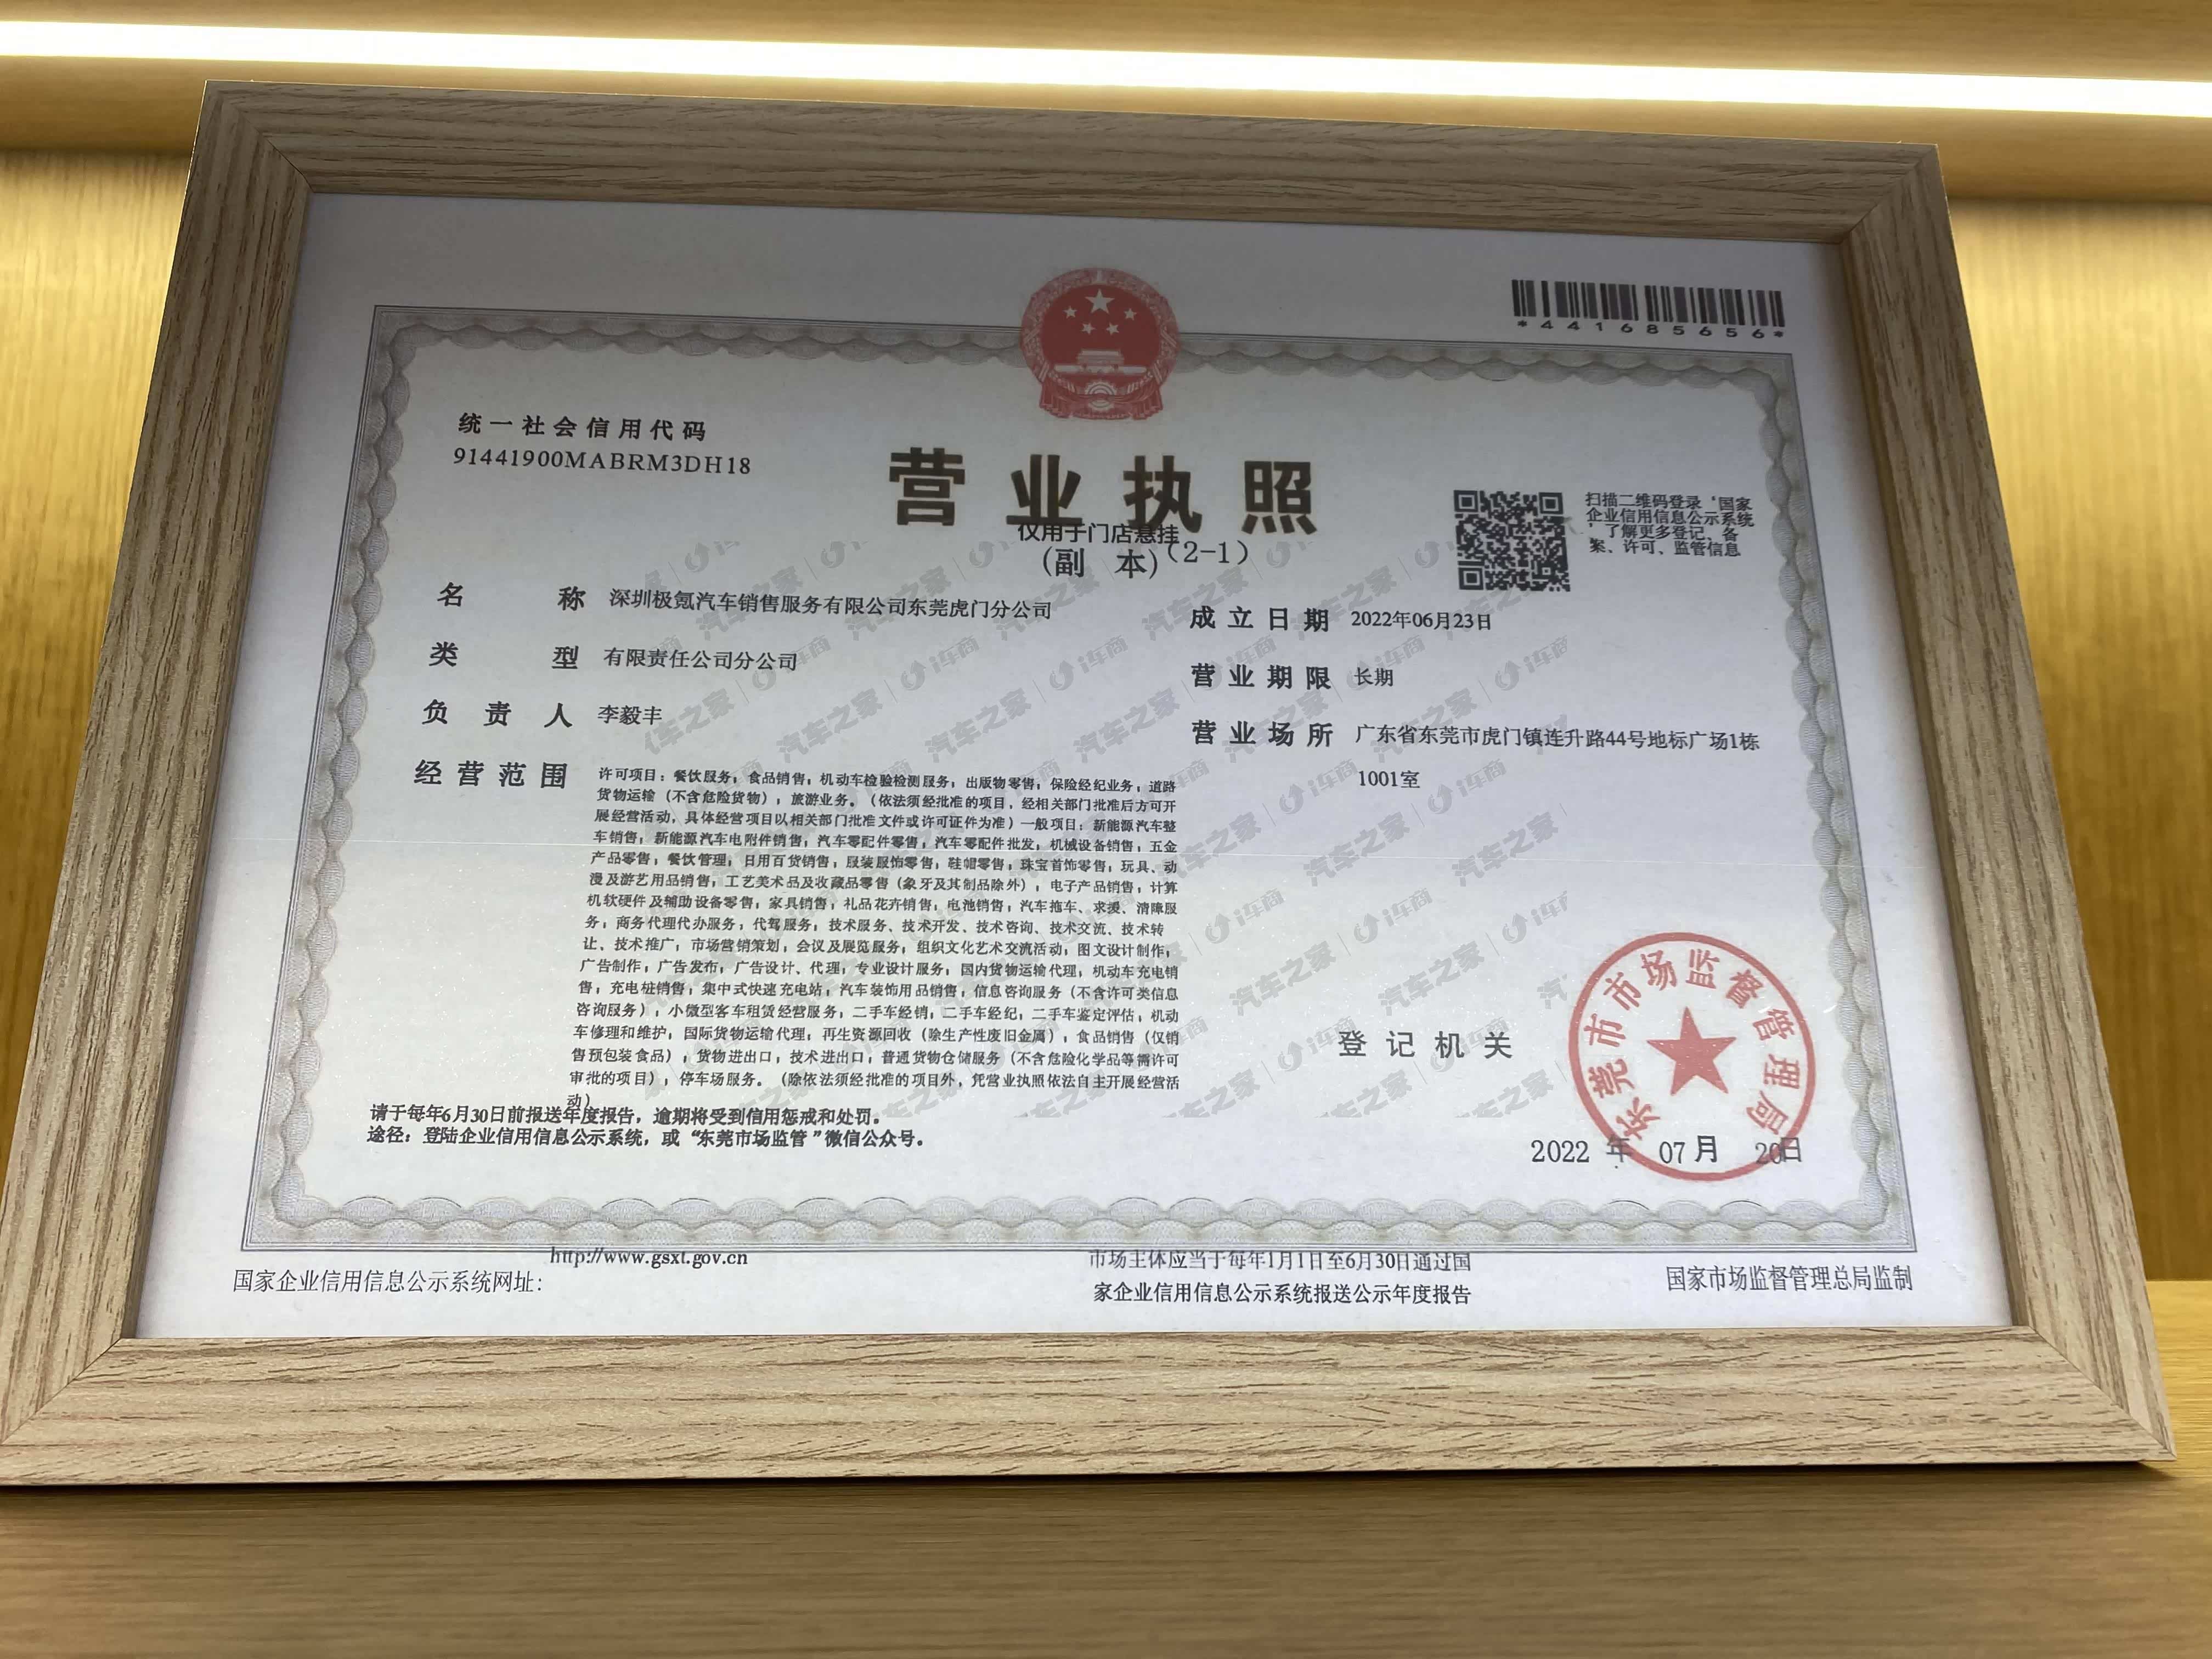 *441685656*
统一社会信用代码
91441900MABRM3DH18
营业执照
仅用于门店悬挂
(副 本)(2-1)
扫描二维码登录‘国家
企业信用信息公示系统
’了解更多登记、备
案、许可、监管信息
名 称 深圳极氪汽车销售服务有限公司东莞虎门分公司
类 型 有限责任公司分公司
负 责 人 李毅丰
经 营 范 围 许可项目：餐饮服务；食品销售；机动车检验检测服务；出版物零售；保险经纪业务；道路
货物运输（不含危险货物）；旅游业务。（依法须经批准的项目，经相关部门批准后方可开
展经营活动，具体经营项目以相关部门批准文件或许可证件为准）一般项目：新能源汽车整
车销售；新能源汽车电附件销售；汽车零配件零售；汽车零配件批发；机械设备销售；五金
产品零售；餐饮管理；日用百货销售；服装服饰零售；鞋帽零售；珠宝首饰零售；玩具、动
漫及游艺用品销售；工艺美术品及收藏品零售（象牙及其制品除外）；电子产品销售；计算
机软硬件及辅助设备零售；家具销售；礼品花卉销售；电池销售；汽车拖车、求援、清障服
务；商务代理代办服务；代驾服务；技术服务、技术开发、技术咨询、技术交流、技术转
让、技术推广；市场营销策划；会议及展览服务；组织文化艺术交流活动；图文设计制作；
广告制作；广告发布；广告设计、代理；专业设计服务；国内货物运输代理；机动车充电销
售；充电桩销售；集中式快速充电站；汽车装饰用品销售；信息咨询服务（不含许可类信息
咨询服务）；小微型客车租赁经营服务；二手车经销；二手车经纪；二手车鉴定评估；机动
车修理和维护；国际货物运输代理；再生资源回收（除生产性废旧金属）；食品销售（仅销
售预包装食品）；货物进出口；技术进出口；普通货物仓储服务（不含危险化学品等需许可
审批的项目）；停车场服务。（除依法须经批准的项目外，凭营业执照依法自主开展经营活
动）
成 立 日 期 2022年06月23日
营 业 期 限 长期
营 业 场 所 广东省东莞市虎门镇连升路44号地标广场1栋
1001室
请于每年6月30日前报送年度报告，逾期将受到信用惩戒和处罚。
途径：登陆企业信用信息公示系统，或“东莞市场监管”微信公众号。
登 记 机 关
东莞市市场监督管理局
2022 年 07 月 20日
http://www.gsxt.gov.cn
国家企业信用信息公示系统网址：
市场主体应当于每年1月1日至6月30日通过国
家企业信用信息公示系统报送公示年度报告
国家市场监督管理总局监制
汽车之家 | i车商